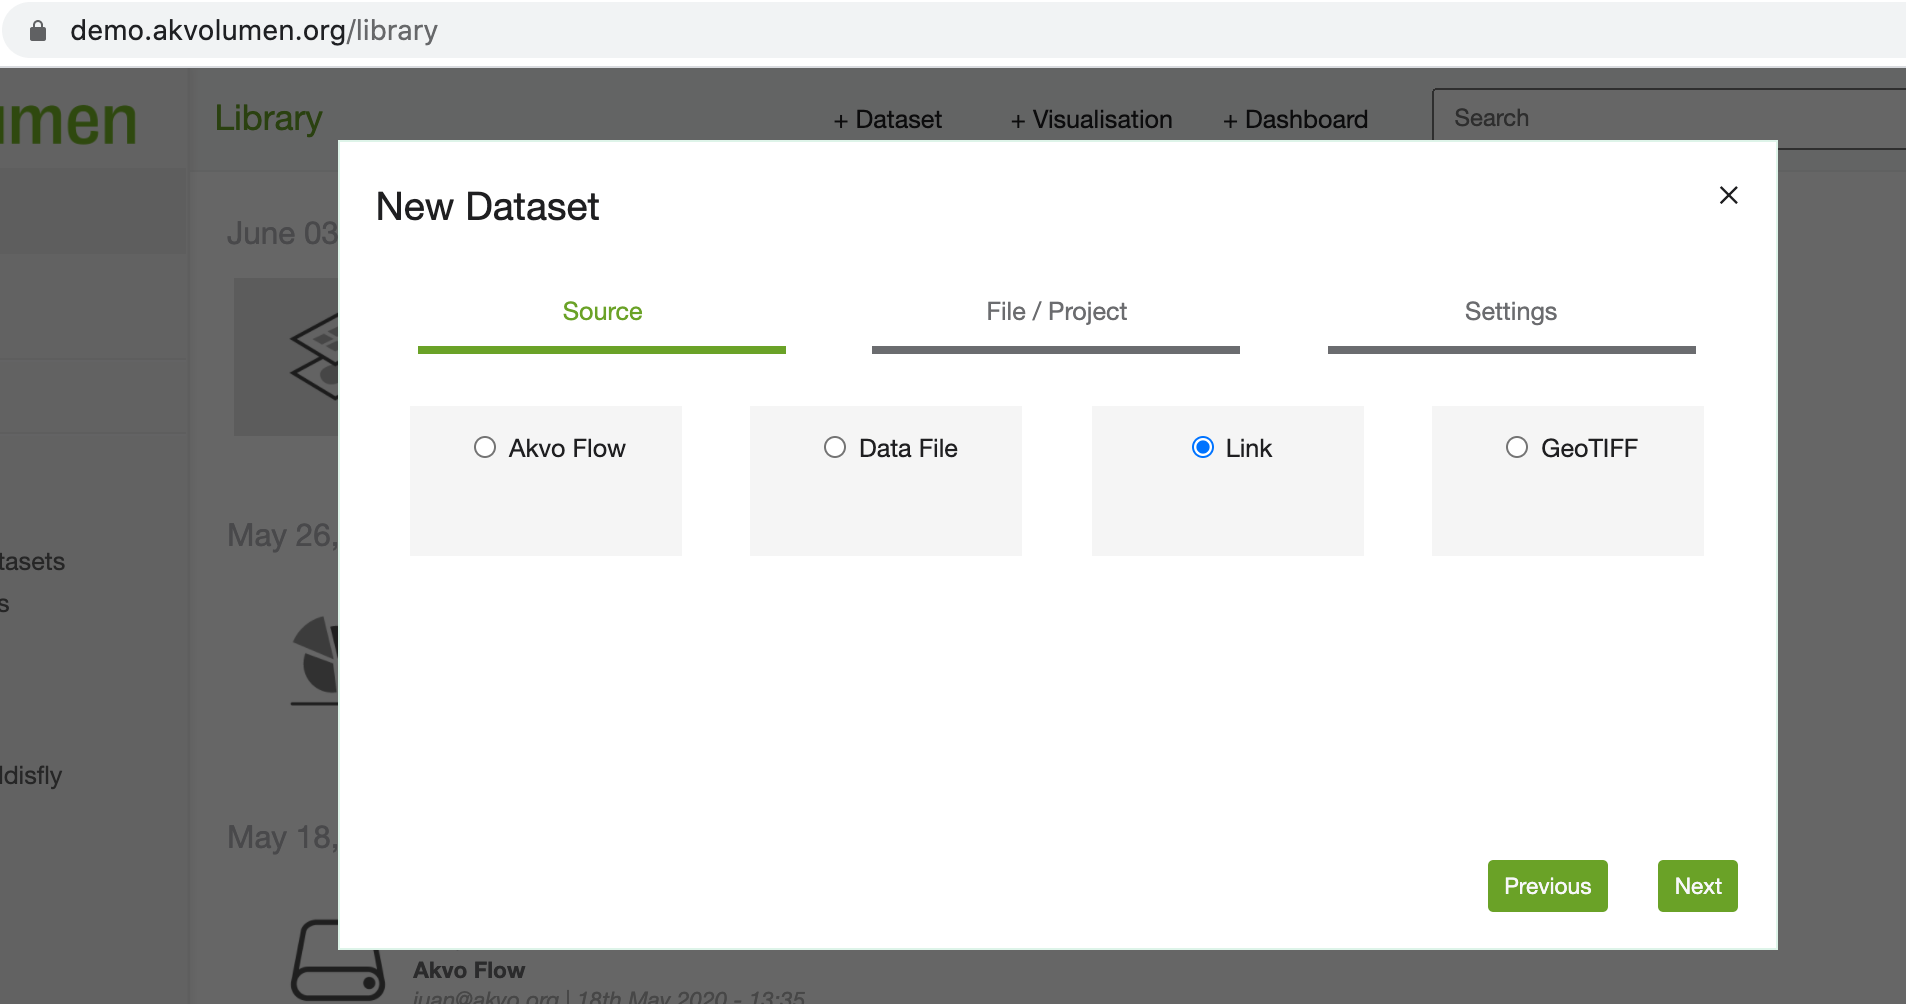 demo.akvolumen.org/library
umen
Library
+ Dataset
+ Visualisation
+ Dashboard
Search
New Dataset
June 03
Source
File / Project
Settings
Akvo Flow
Data File
Link
GeoTIFF
May 26,
tasets
s
ldisfly
May 18,
Previous
Next
Akvo Flow
juan@akvo.org | 18th May 2020 - 13:35